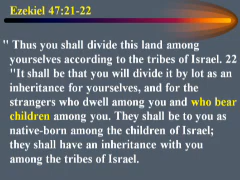 Ezekiel 47:21-22
" Thus you shall divide this land among
yourselves according to the tribes of Israel. 22
"It shall be that you will divide it by lot as an
inheritance for yourselves, and for the
strangers who dwell among you and who bear
children among you. They shall be to you as
native-born among the children of Israel;
they shall have an inheritance with you
among the tribes of Israel.